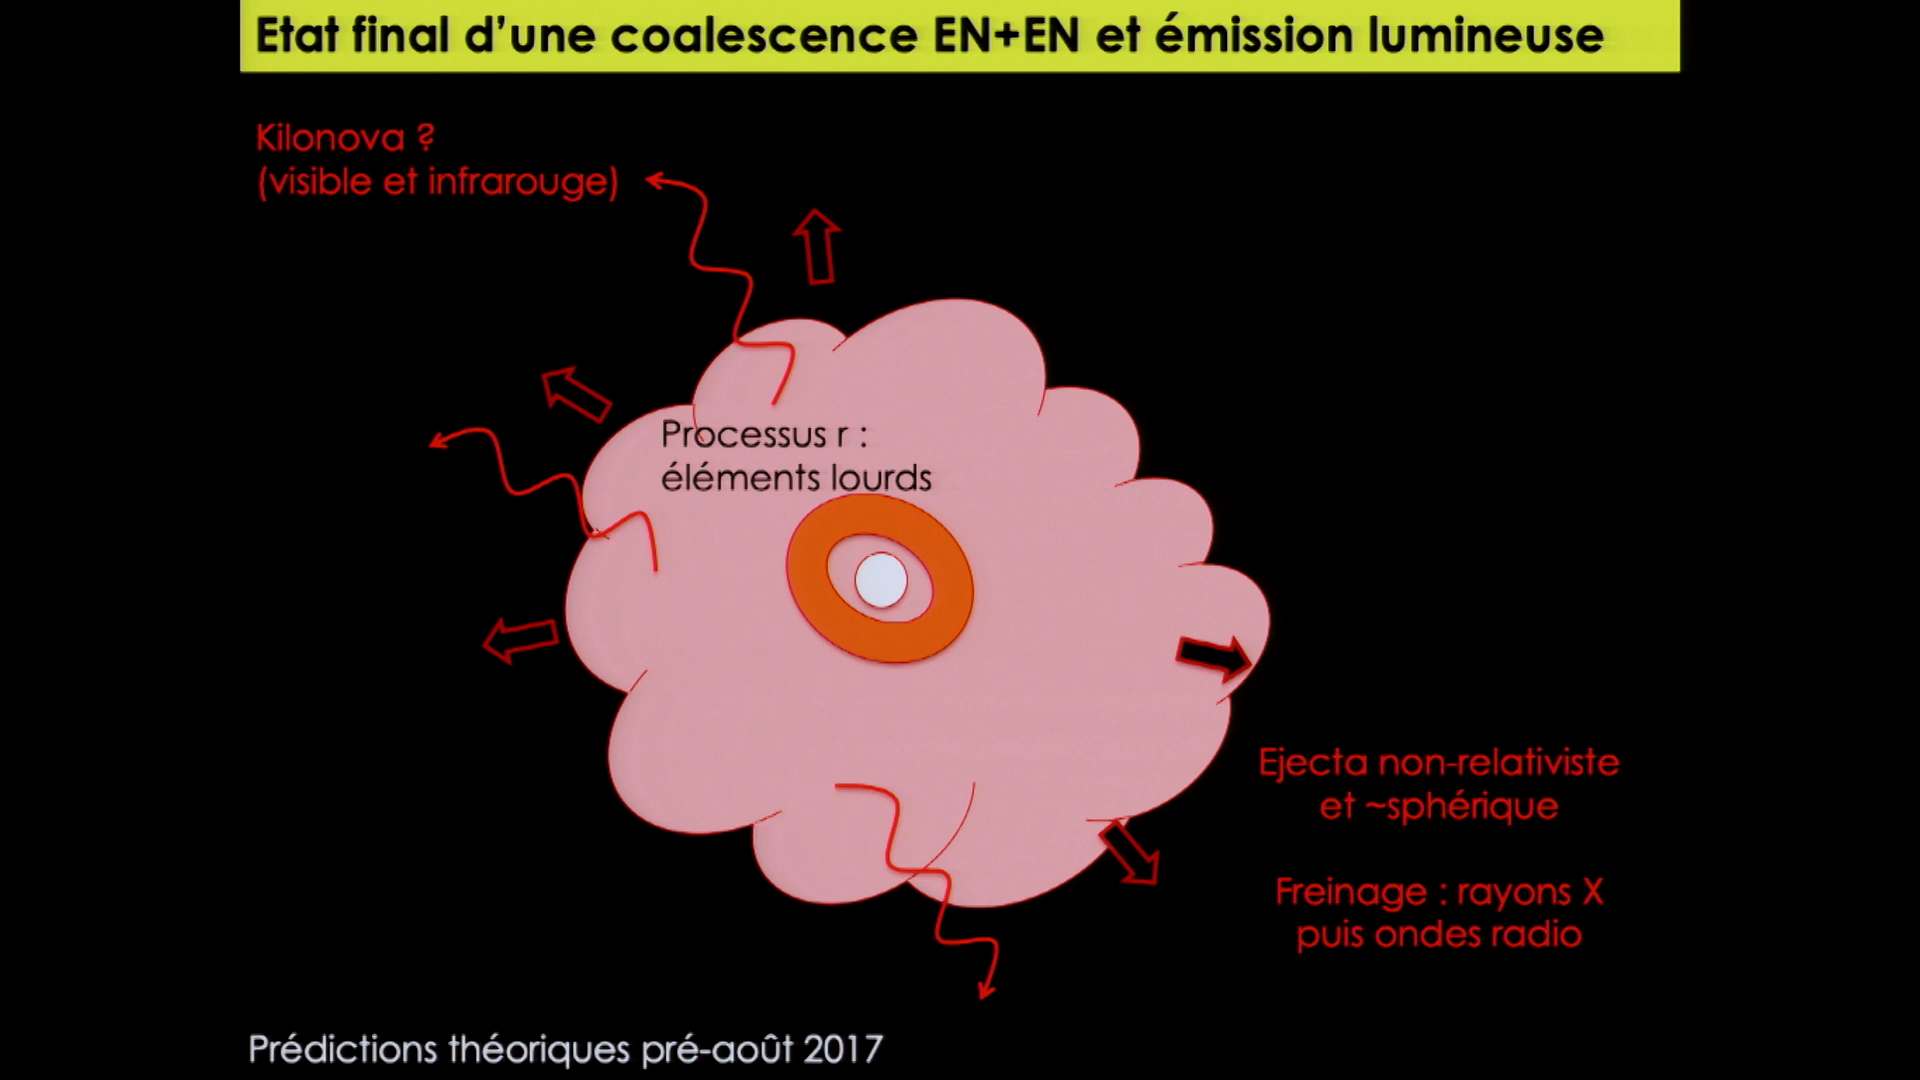 Etat final d’une coalescence EN+EN et émission lumineuse
Kilonova ?
(visible et infrarouge)
Processus r :
éléments lourds
Ejecta non-relativiste
et ~sphérique
Freinage : rayons X
puis ondes radio
Prédictions théoriques pré-août 2017